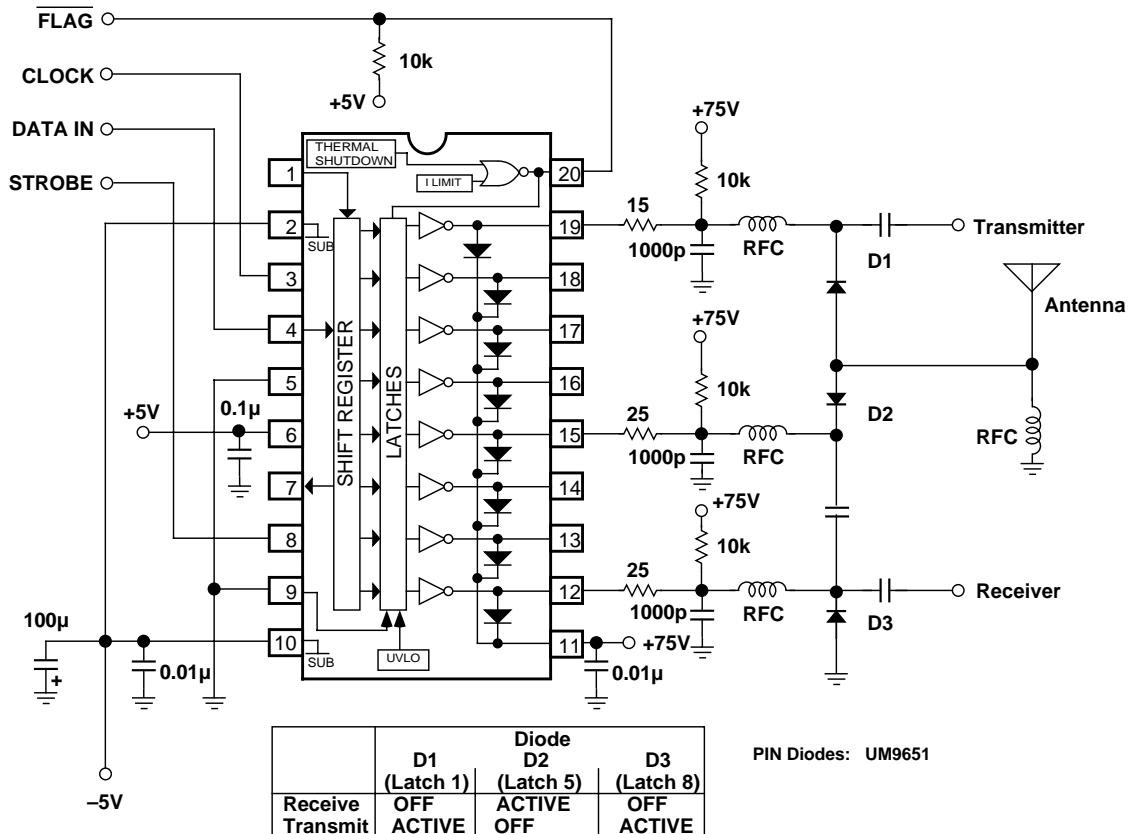 FLAG
CLOCK
DATA IN
STROBE
10k
+5V
THERMAL
SHUTDOWN
I LIMIT
1
2
3
4
5
6
7
8
9
10
SUB
SHIFT REGISTER
LATCHES
UVLO
SUB
20
19
18
17
16
15
14
13
12
11
+5V
0.1µ
100µ
+
0.01µ
–5V
+75V
10k
15
1000p
RFC
D1
Transmitter
Antenna
+75V
10k
25
1000p
RFC
D2
RFC
+75V
10k
25
1000p
RFC
D3
Receiver
+75V
0.01µ
Diode
D1 D2 D3
(Latch 1) (Latch 5) (Latch 8)
Receive OFF ACTIVE OFF
Transmit ACTIVE OFF ACTIVE
PIN Diodes: UM9651